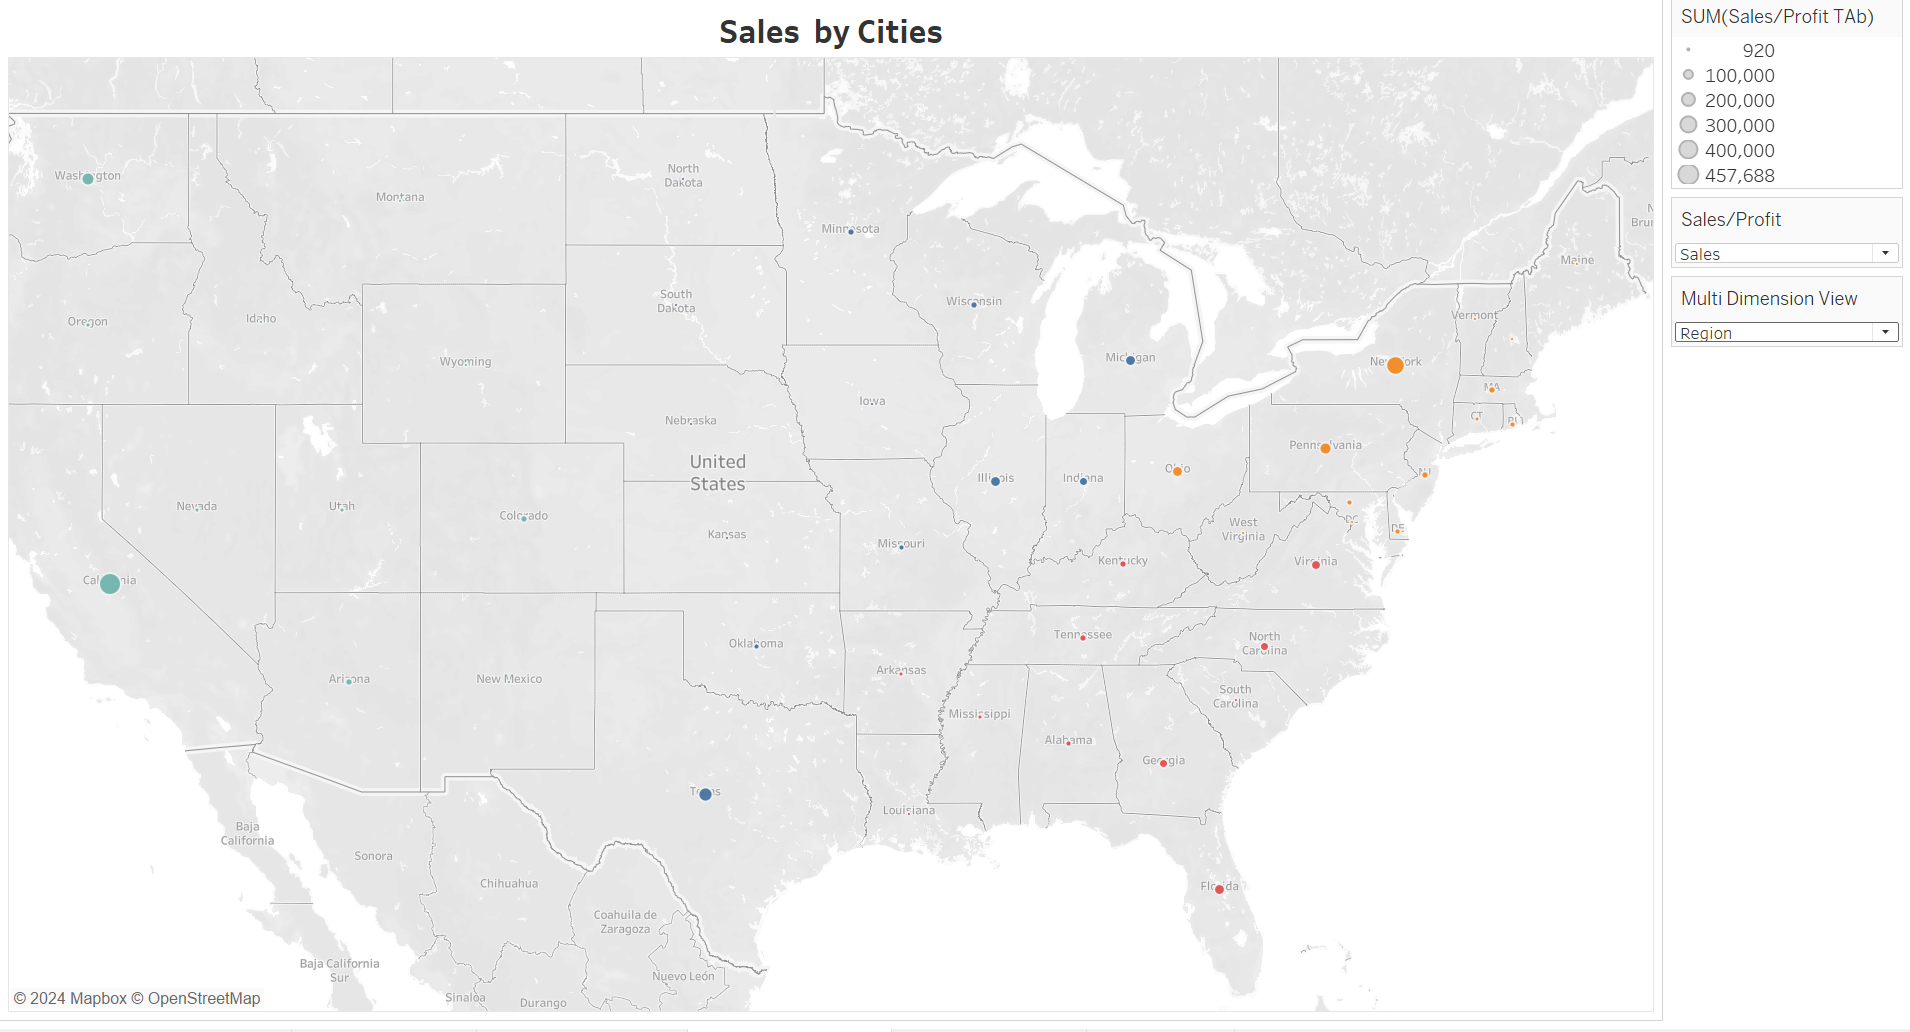 Sales by Cities
SUM(Sales/Profit TAb)
920
100,000
200,000
300,000
400,000
457,688
Sales/Profit
Sales
Multi Dimension View
Region
Washington
Montana
North
Dakota
Minnesota
Maine
South
Dakota
Wisconsin
Oregon
Idaho
Vermont
Wyoming
Michigan
New York
MA
Iowa
Nebraska
CT
RI
Pennsylvania
United
States
Ohio
Illinois
Indiana
NJ
Nevada
Utah
Colorado
Kansas
Missouri
West
Virginia
DC
DE
Virginia
Kentucky
California
Oklahoma
Tennessee
North
Carolina
Arizona
New Mexico
Arkansas
South
Carolina
Mississippi
Alabama
Georgia
Texas
Louisiana
Baja
California
Sonora
Chihuahua
Florida
Coahuila de
Zaragoza
Baja California
Sur
Nuevo León
Sinaloa
Durango
© 2024 Mapbox © OpenStreetMap